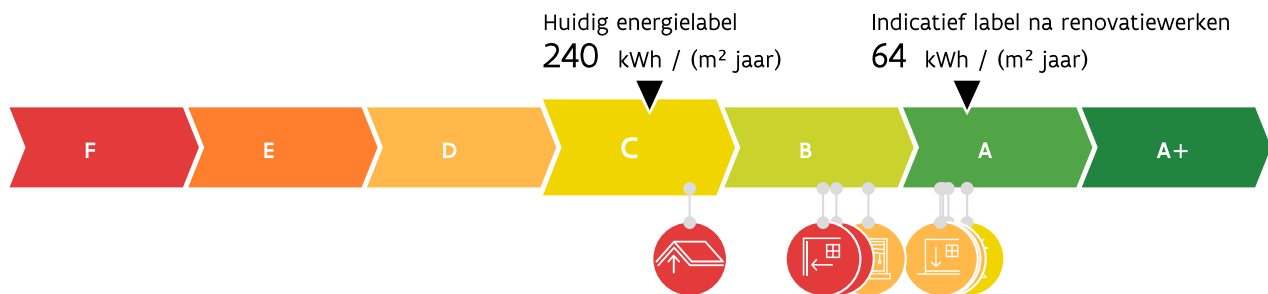 Huidig energielabel
240 kWh / (m² jaar)
Indicatief label na renovatiewerken
64 kWh / (m² jaar)
F E D C B A A+